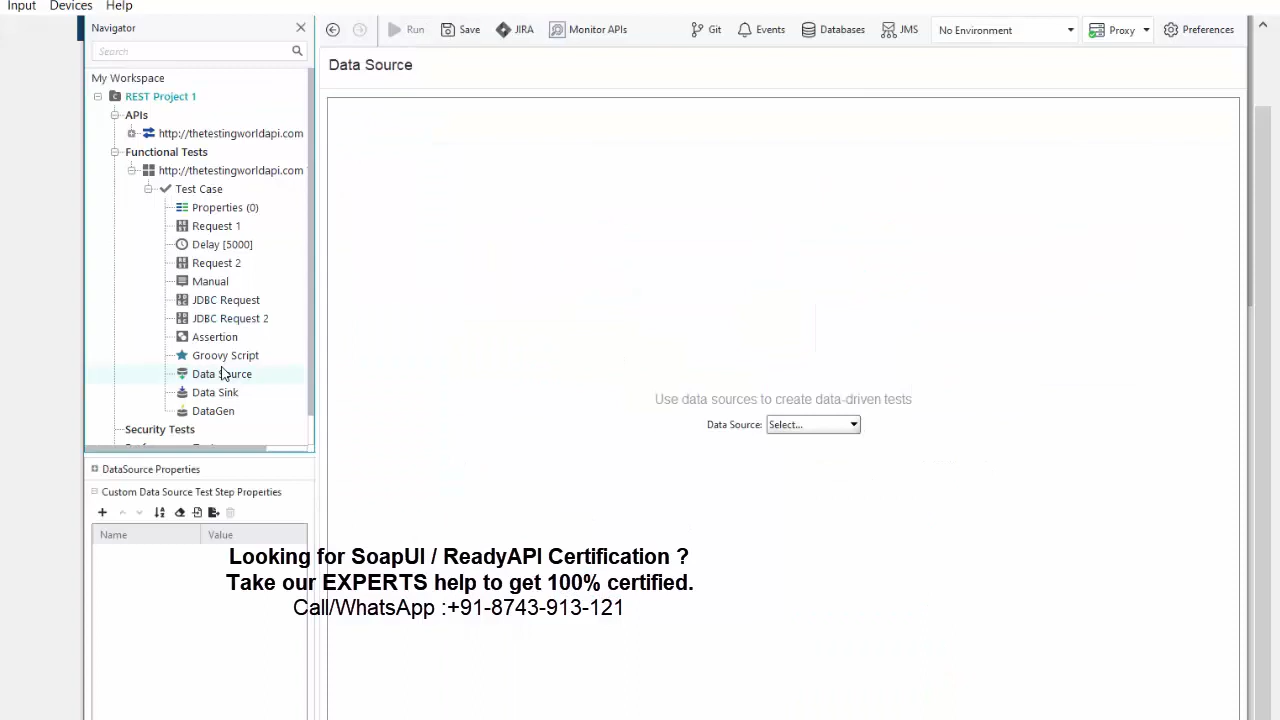 Input Devices Help
Navigator
Run Save JIRA Monitor APIs Git Events Databases JMS No Environment Proxy Preferences
Search
Data Source
My Workspace
REST Project 1
APIs
http://thetestingworldapi.com
Functional Tests
http://thetestingworldapi.com
Test Case
Properties (0)
Request 1
Delay [5000]
Request 2
Manual
JDBC Request
JDBC Request 2
Assertion
Groovy Script
Data Source
Data Sink
DataGen
Security Tests
Use data sources to create data-driven tests
Data Source: Select...
DataSource Properties
Custom Data Source Test Step Properties
Name Value
Looking for SoapUI / ReadyAPI Certification ?
Take our EXPERTS help to get 100% certified.
Call/WhatsApp :+91-8743-913-121